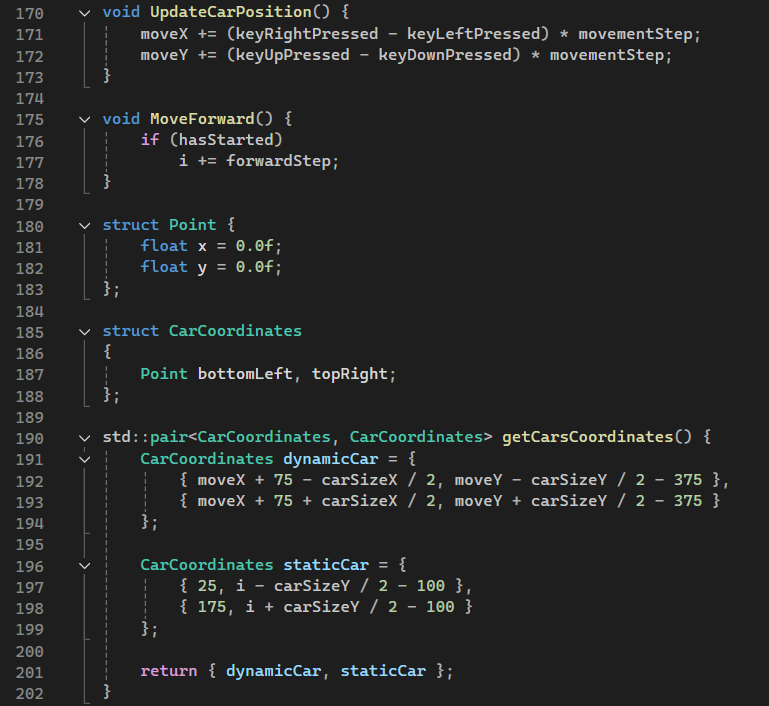 170 void UpdateCarPosition() {
171 moveX += (keyRightPressed - keyLeftPressed) * movementStep;
172 moveY += (keyUpPressed - keyDownPressed) * movementStep;
173 }
174
175 void MoveForward() {
176 if (hasStarted)
177 i += forwardStep;
178 }
179
180 struct Point {
181 float x = 0.0f;
182 float y = 0.0f;
183 };
184
185 struct CarCoordinates
186 {
187 Point bottomLeft, topRight;
188 };
189
190 std::pair<CarCoordinates, CarCoordinates> getCarsCoordinates() {
191 CarCoordinates dynamicCar = {
192 { moveX + 75 - carSizeX / 2, moveY - carSizeY / 2 - 375 },
193 { moveX + 75 + carSizeX / 2, moveY + carSizeY / 2 - 375 }
194 };
195
196 CarCoordinates staticCar = {
197 { 25, i - carSizeY / 2 - 100 },
198 { 175, i + carSizeY / 2 - 100 }
199 };
200
201 return { dynamicCar, staticCar };
202 }